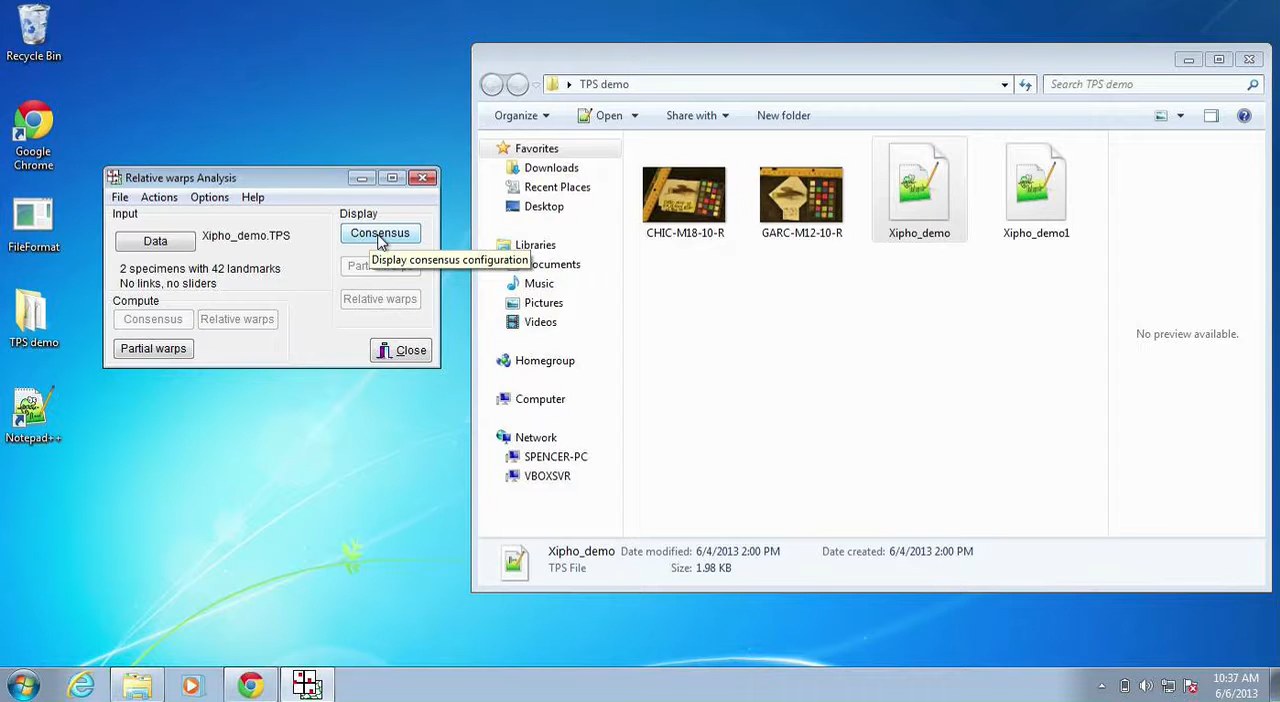 Recycle Bin
Google
Chrome
FileFormat
TPS demo
Notepad++
Relative warps Analysis
File Actions Options Help
Input
Display
Data
Xipho_demo.TPS
Consensus
Display consensus configuration
2 specimens with 42 landmarks
No links, no sliders
Relative warps
Compute
Consensus
Relative warps
Partial warps
Close
TPS demo
Search TPS demo
Organize
Open
Share with
New folder
Favorites
Downloads
Recent Places
Desktop
Libraries
Music
Pictures
Videos
Homegroup
Computer
Network
SPENCER-PC
VBOXSVR
CHIC-M18-10-R
GARC-M12-10-R
Xipho_demo
Xipho_demo1
No preview available.
Xipho_demo Date modified: 6/4/2013 2:00 PM Date created: 6/4/2013 2:00 PM
TPS File Size: 1.98 KB
10:37 AM
6/6/2013